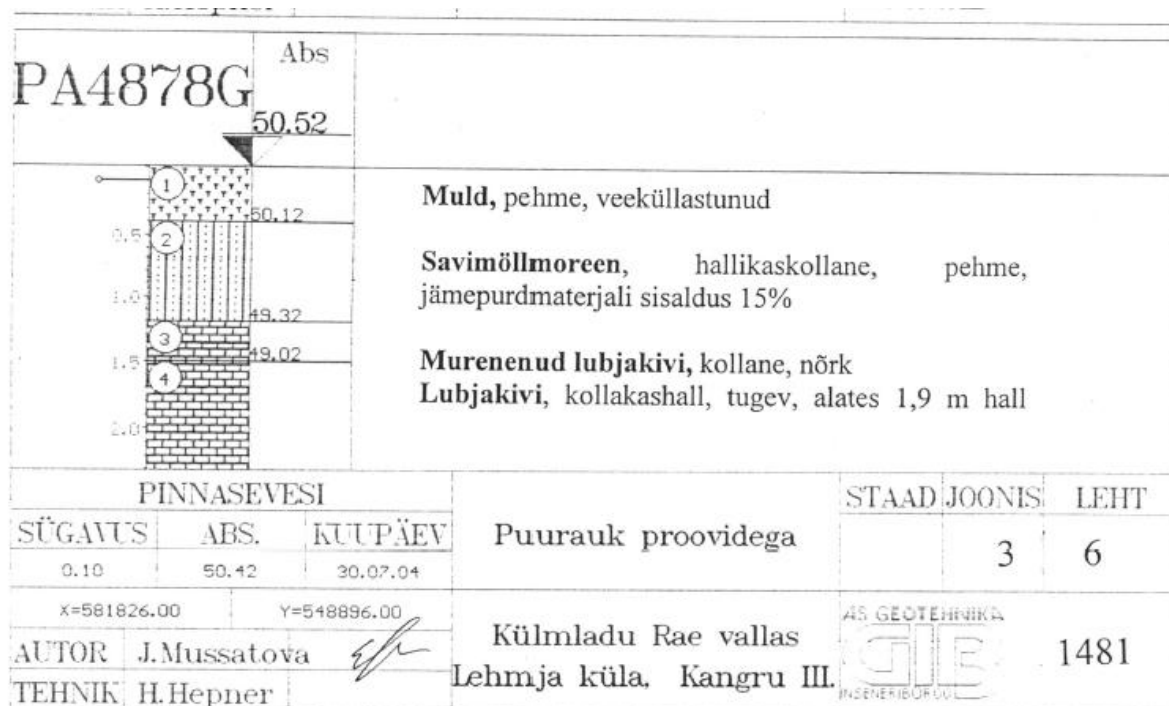 Abs
PA4878G
50.52
1
Muld, pehme, veeküllastunud
50.12
0.5
2
Savimöllmoreen, hallikaskollane, pehme,
jämepurdmaterjali sisaldus 15%
1.0
49.32
3
49.02
1.5
Murenenud lubjakivi, kollane, nõrk
4
Lubjakivi, kollakashall, tugev, alates 1,9 m hall
2.0
PINNASEVESI
STAAD JOONIS LEHT
SÜGAVUS ABS. KUUPÄEV
Puurauk proovidega
3 6
0.10 50.42 30.07.04
X=581826.00 Y=548896.00
AS GEOTEHNIKA
Külmladu Rae vallas
GIB
1481
AUTOR J.Mussatova
Lehmja küla, Kangru III.
INSENERIBÜROO
TEHNIK H.Hepner